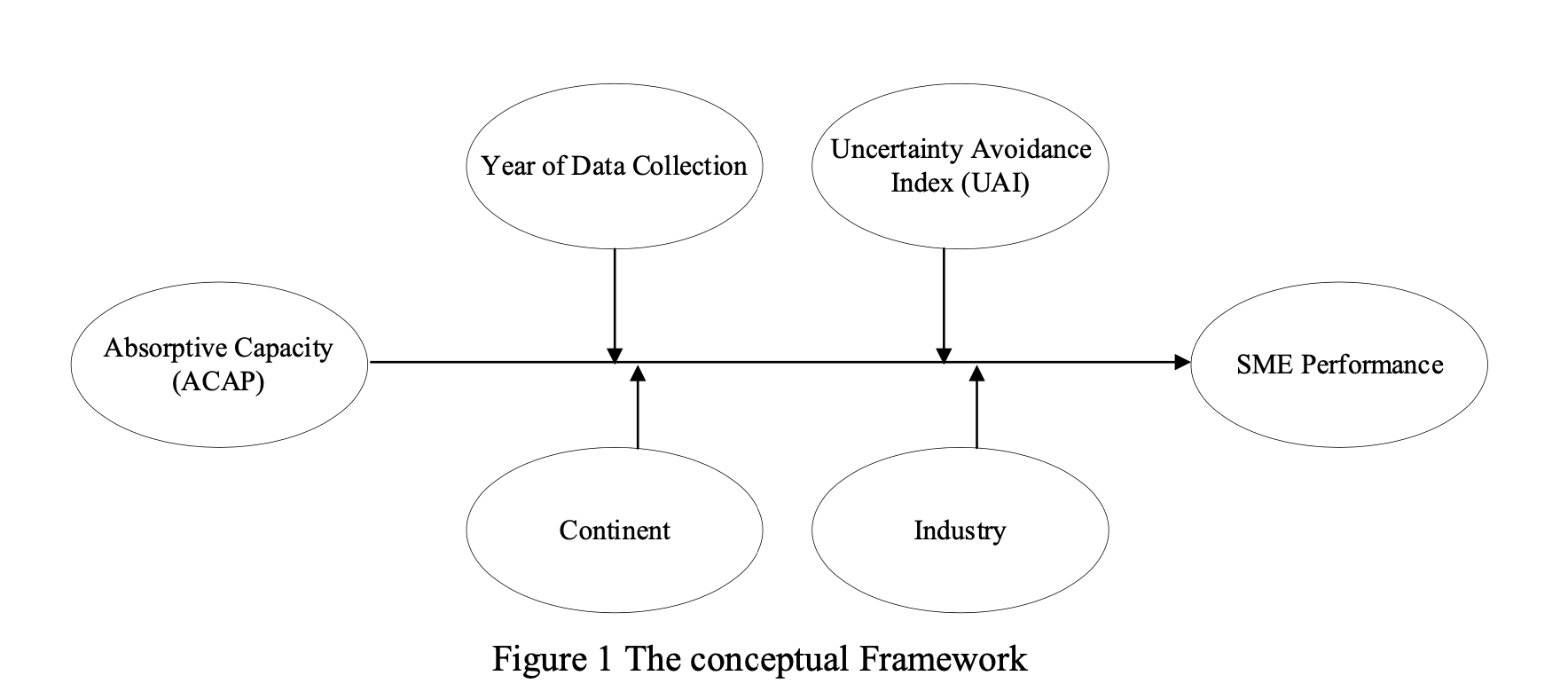 Year of Data Collection
Uncertainty Avoidance
Index (UAI)
Absorptive Capacity
(ACAP)
SME Performance
Continent
Industry
Figure 1 The conceptual Framework